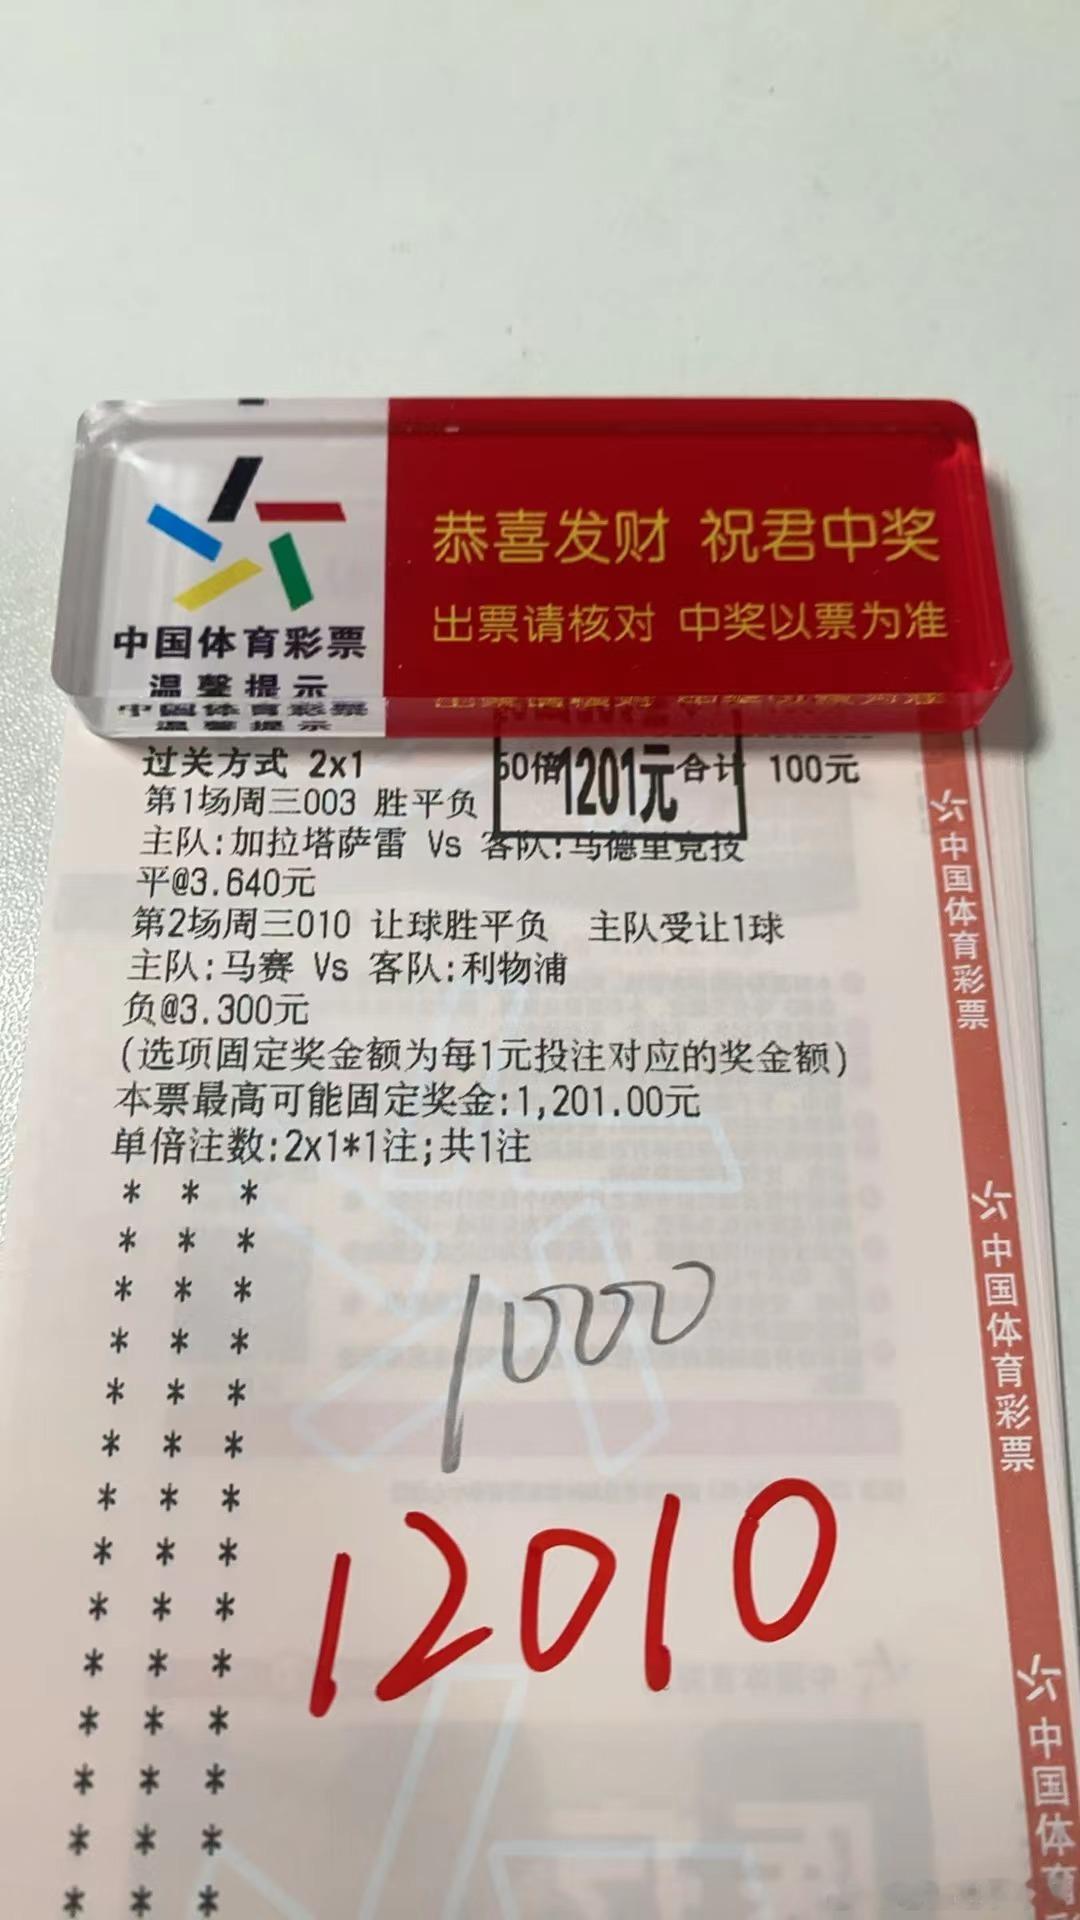 中国体育彩票
温馨提示
恭喜发财 祝君中奖
出票请核对 中奖以票为准
过关方式 2x1 50倍 合计 100元
1201元
第1场周三003 胜平负
主队:加拉塔萨雷 Vs 客队:马德里竞技
平@3.640元
第2场周三010 让球胜平负 主队受让1球
主队:马赛 Vs 客队:利物浦
负@3.300元
(选项固定奖金额为每1元投注对应的奖金额)
本票最高可能固定奖金:1,201.00元
单倍注数:2x1*1注;共1注
* * *
* * *
* * *
* * *
* * *
* * *
* * *
* * *
* * *
* * *
* * *
* * *
* * *
* * *
1000
12010
中国体育彩票
中国体育彩票
中国体育